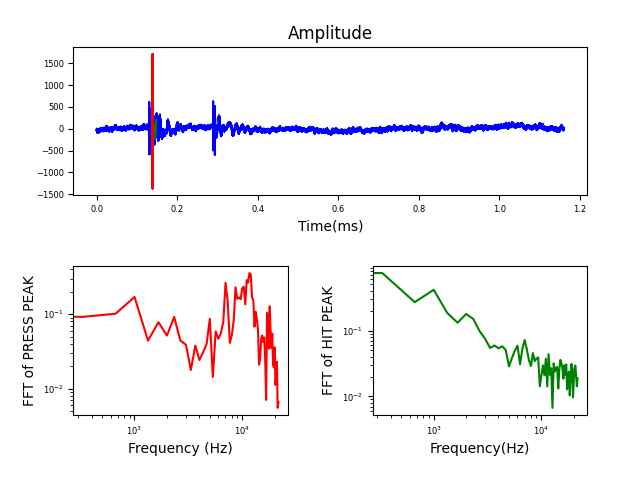 Amplitude
1500
1000
500
0
−500
−1000
−1500
0.0 0.2 0.4 0.6 0.8 1.0 1.2
Time(ms)
FFT of PRESS PEAK
10⁻¹
10⁻²
10³ 10⁴
Frequency (Hz)
FFT of HIT PEAK
10⁻¹
10⁻²
10³ 10⁴
Frequency(Hz)